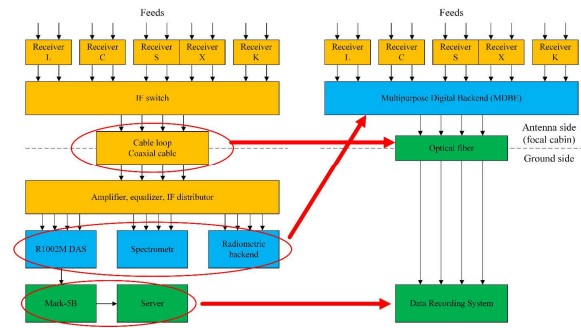 Feeds
Receiver L
Receiver C
Receiver S
Receiver X
Receiver K
IF switch
Cable loop
Coaxial cable
Amplifier, equalizer, IF distributor
R1002M DAS
Spectrometr
Radiometric
backend
Mark-5B
Server
Feeds
Receiver L
Receiver C
Receiver S
Receiver X
Receiver K
Multipurpose Digital Backend (MDBE)
Antenna side
(focal cabin)
Optical fiber
Ground side
Data Recording System